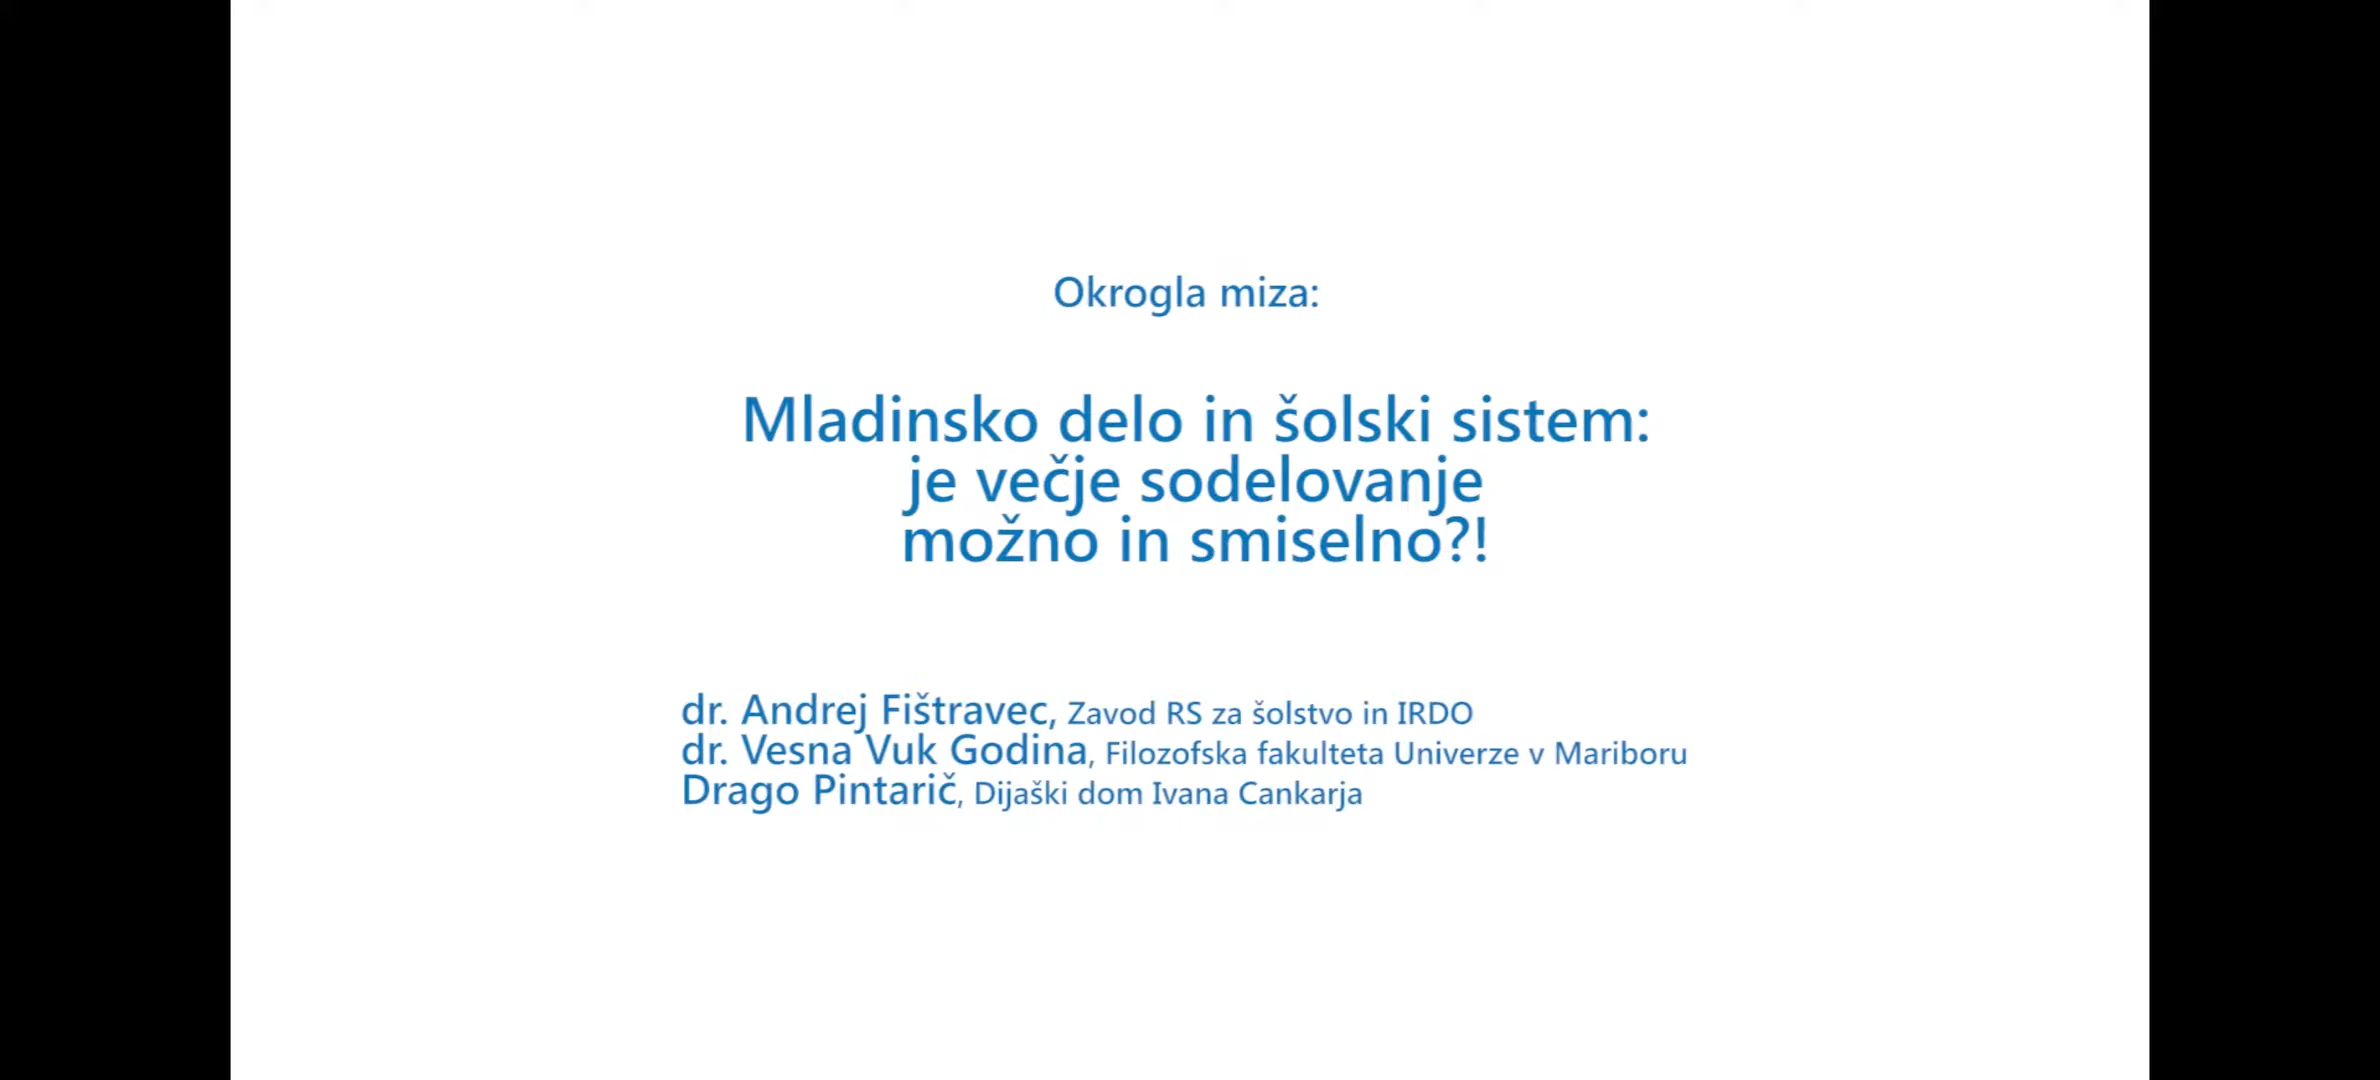 Okrogla miza:
Mladinsko delo in šolski sistem:
je večje sodelovanje
možno in smiselno?!
dr. Andrej Fištravec, Zavod RS za šolstvo in IRDO
dr. Vesna Vuk Godina, Filozofska fakulteta Univerze v Mariboru
Drago Pintarič, Dijaški dom Ivana Cankarja